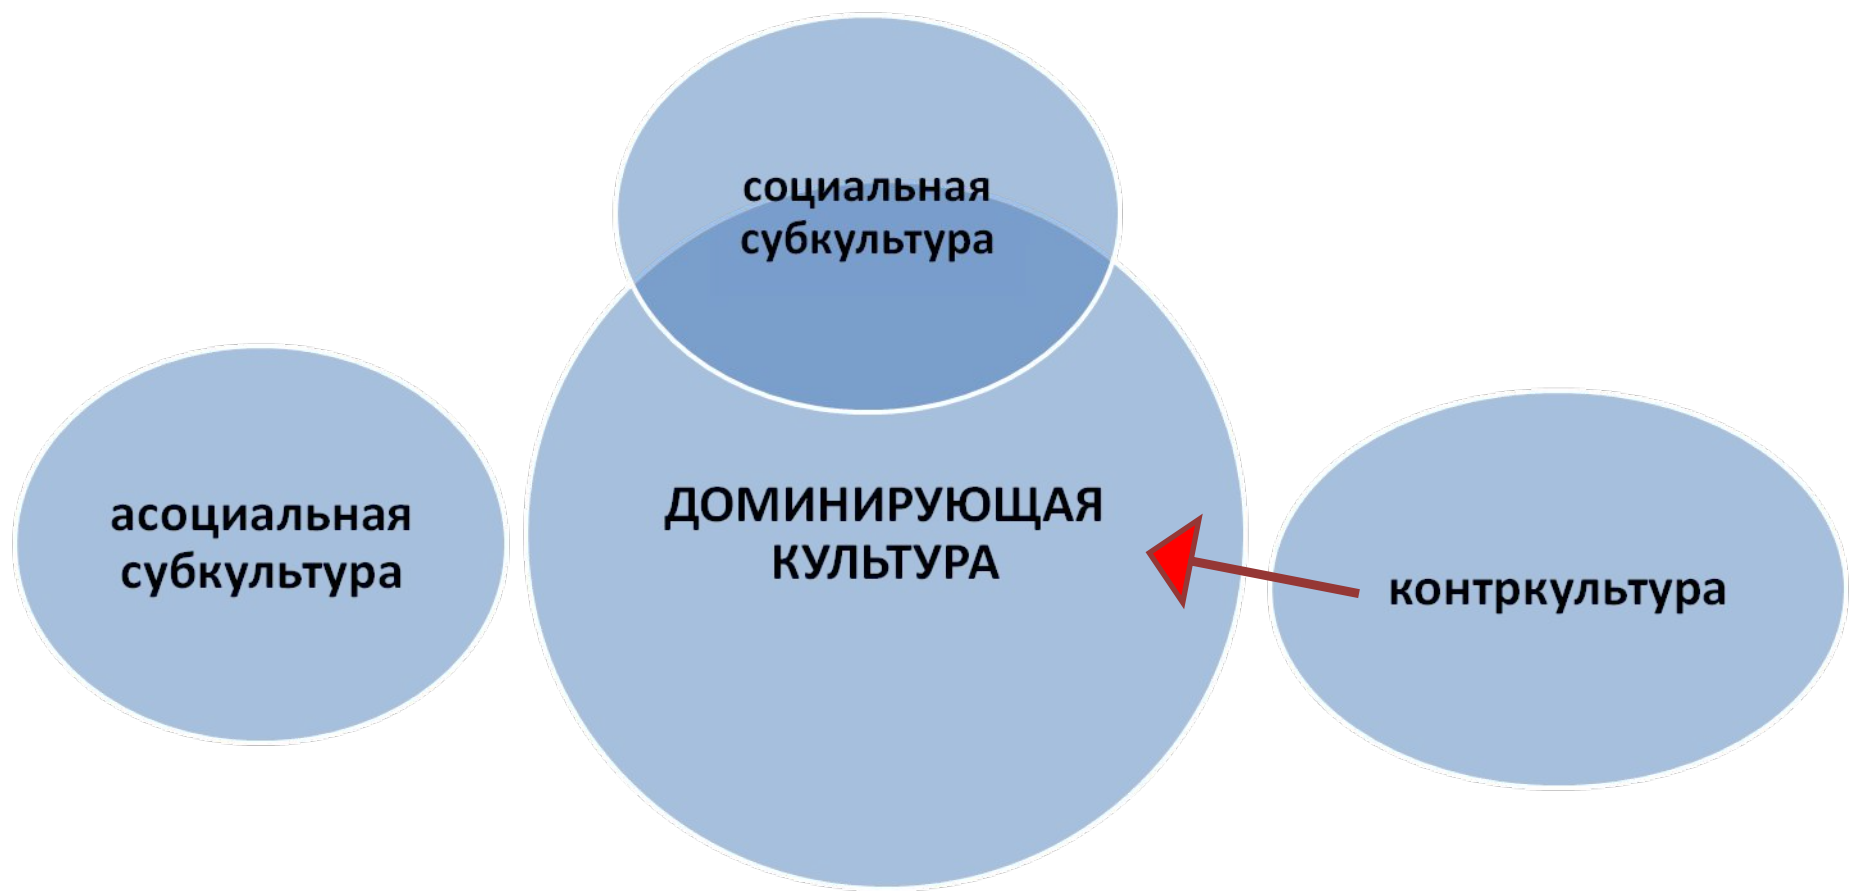 социальная
субкультура
асоциальная
субкультура
ДОМИНИРУЮЩАЯ
КУЛЬТУРА
контркультура